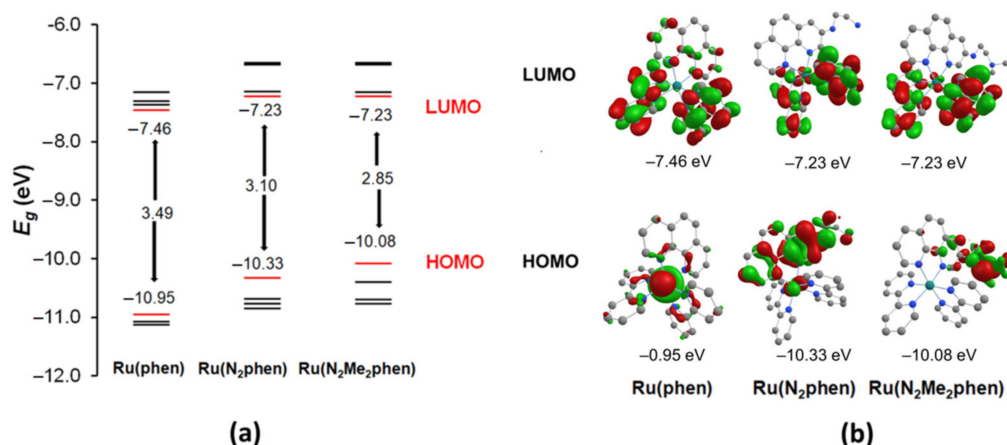 –6.0
–7.0
–8.0
–9.0
–10.0
–11.0
–12.0
Eg (eV)
–7.46
3.49
–10.95
–7.23
3.10
–10.33
–7.23
2.85
–10.08
LUMO
HOMO
Ru(phen)
Ru(N2phen)
Ru(N2Me2phen)
(a)
(b)
LUMO
–7.46 eV
–7.23 eV
–7.23 eV
HOMO
–0.95 eV
–10.33 eV
–10.08 eV
Ru(phen)
Ru(N2phen)
Ru(N2Me2phen)